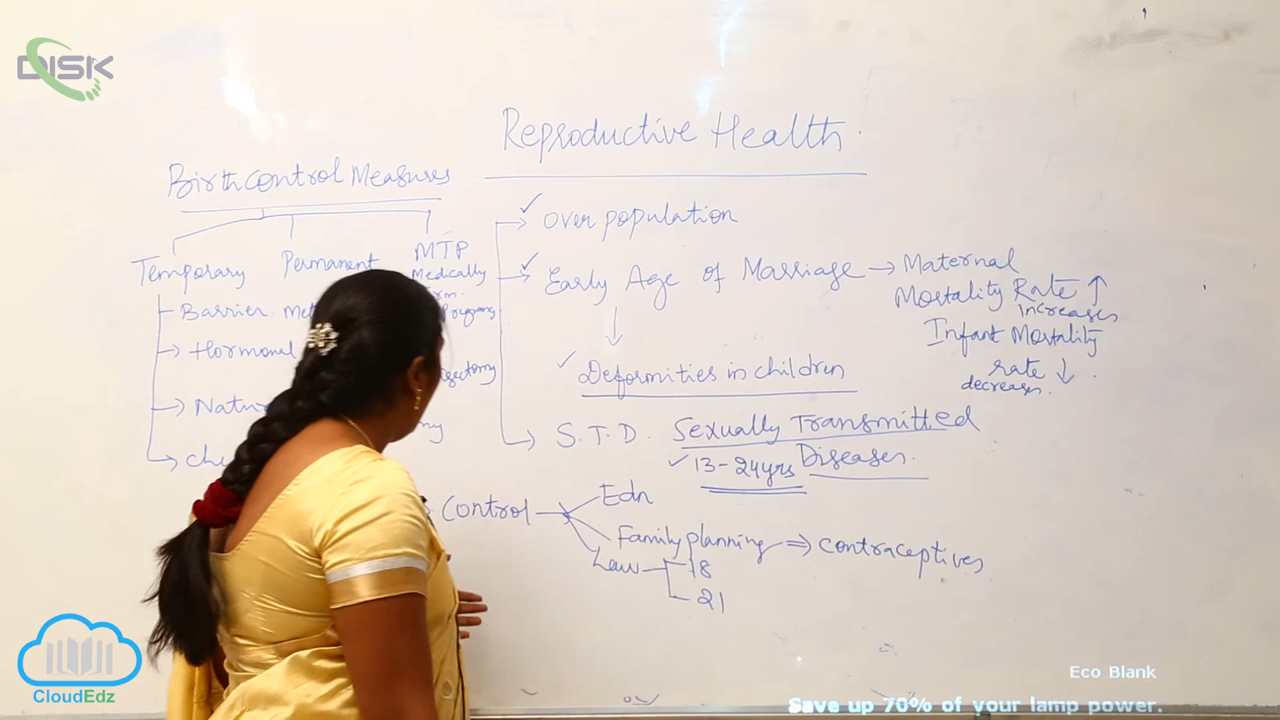 DISK
Reproductive Health.
Birth control Measures
Temporary
Barrier
Hormonal
Permanent
MTP
Medically
over population
Early Age of Marriage → Maternal
Mortality Rate ↑
increases
Infant Mortality
rate ↓
decreases.
Deformities in children
S.T.D. Sexually Transmitted
13-24yrs Diseases.
Control
Edn
Family planning ⇒ contraceptives
Law
18
21
CloudEdz
Eco Blank
Save up 70% of your lamp power.